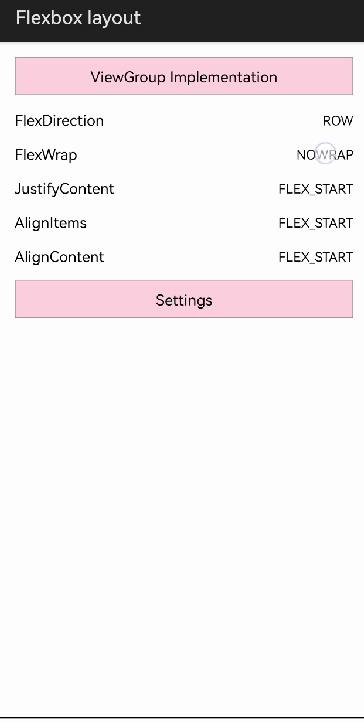 Flexbox layout
ViewGroup Implementation
FlexDirection ROW
FlexWrap NOWRAP
JustifyContent FLEX_START
AlignItems FLEX_START
AlignContent FLEX_START
Settings